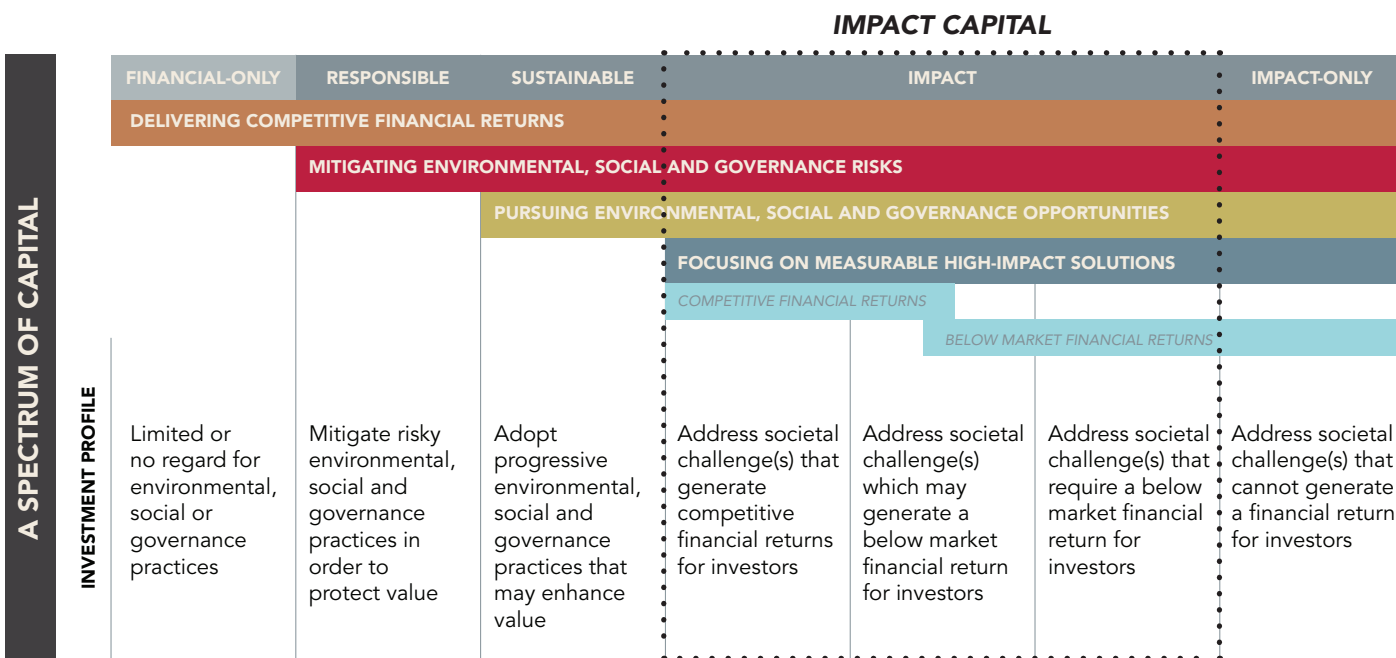 IMPACT CAPITAL
A SPECTRUM OF CAPITAL
FINANCIAL-ONLY
RESPONSIBLE
SUSTAINABLE
IMPACT
IMPACT-ONLY
DELIVERING COMPETITIVE FINANCIAL RETURNS
MITIGATING ENVIRONMENTAL, SOCIAL AND GOVERNANCE RISKS
PURSUING ENVIRONMENTAL, SOCIAL AND GOVERNANCE OPPORTUNITIES
FOCUSING ON MEASURABLE HIGH-IMPACT SOLUTIONS
COMPETITIVE FINANCIAL RETURNS
BELOW MARKET FINANCIAL RETURNS
INVESTMENT PROFILE
Limited or
no regard for
environmental,
social or
governance
practices
Mitigate risky
environmental,
social and
governance
practices in
order to
protect value
Adopt
progressive
environmental,
social and
governance
practices that
may enhance
value
Address societal
challenge(s) that
generate
competitive
financial returns
for investors
Address societal
challenge(s)
which may
generate a
below market
financial return
for investors
Address societal
challenge(s) that
require a below
market financial
return for
investors
Address societal
challenge(s) that
cannot generate
a financial return
for investors